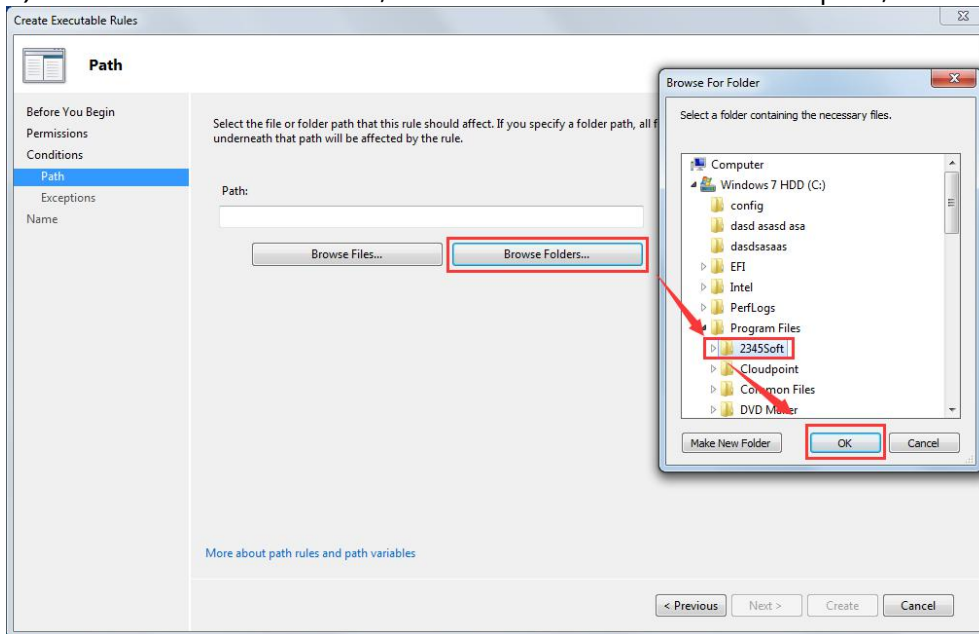 Create Executable Rules
Path
Before You Begin
Permissions
Conditions
Path
Exceptions
Name
Select the file or folder path that this rule should affect. If you specify a folder path, all f
underneath that path will be affected by the rule.
Path:
Browse Files...
Browse Folders...
More about path rules and path variables
< Previous
Next >
Create
Cancel
Browse For Folder
Select a folder containing the necessary files.
Computer
Windows 7 HDD (C:)
config
dasd asasd asa
dasdsasaas
EFI
Intel
PerfLogs
Program Files
2345Soft
Cloudpoint
Common Files
DVD Maker
Make New Folder
OK
Cancel